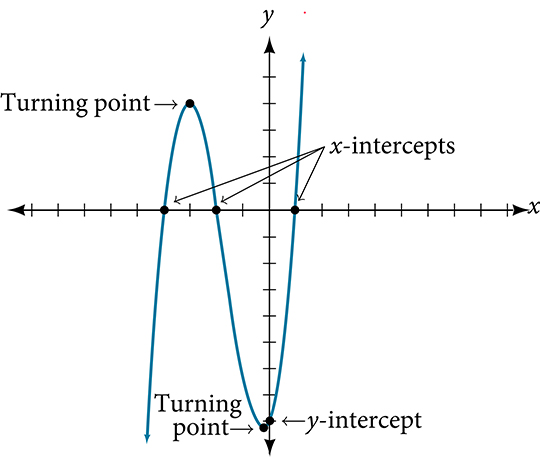 y
Turning point
x-intercepts
x
Turning
point
y-intercept